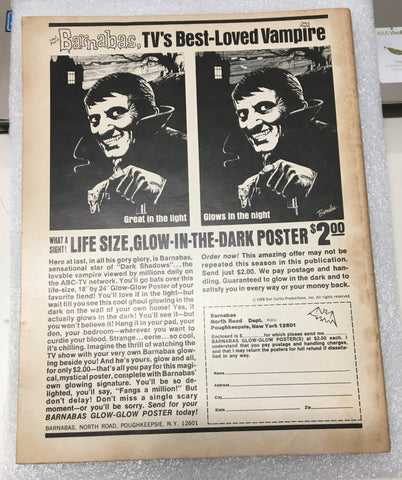 Barnabas, TV's Best-Loved Vampire
Great in the light
Glows in the night
WHAT A
SIGHT! LIFE SIZE, GLOW-IN-THE-DARK POSTER $2.00
Here at last, in all his gory glory, is Barnabas,
sensational star of "Dark Shadows"... the
lovable vampire viewed by millions daily on
the ABC-TV network. You'll go bats over this
life-size, 18" by 24" Glow-Glow Poster of your
favorite fiend! You'll love it in the light—but
wait till you see this cool ghoul glowing in the
dark on the wall of your own home! Yes, it
actually glows in the dark! You'll see it—but
you won't believe it! Hang it in your pad, your
den, your bedroom—wherever you want to
curdle your blood. Strange...eerie...so cool,
it's chilling. Imagine the thrill of watching the
TV show with your very own Barnabas glow-
ing beside you! And he's yours, glow and all,
for only $2.00—that's all you pay for this magi-
cal, mystical poster, complete with Barnabas'
own glowing signature. You'll be so de-
lighted, you'll say, "Fangs a million!" But
don't delay! Don't miss a single scary
moment—or you'll be sorry. Send for your
BARNABAS GLOW-GLOW POSTER today!
BARNABAS, NORTH ROAD, POUGHKEEPSIE, N.Y. 12601
Order now! This amazing offer may not be
repeated this season in this publication.
Send just $2.00. We pay postage and han-
dling. Guaranteed to glow in the dark and to
satisfy you in every way or your money back.
© 1968 Dan Curtis Productions, Inc. All rights reserved.
Barnabas
North Road Dept.
Poughkeepsie, New York 12601
Enclosed is $ for which please send me
BARNABAS GLOW-GLOW POSTER(S) at $2.00 each. I
understand that you pay postage and handling charges,
and that I may return the posters for full refund if dissatis-
fied in any way.
Name
Address
City
State Zip